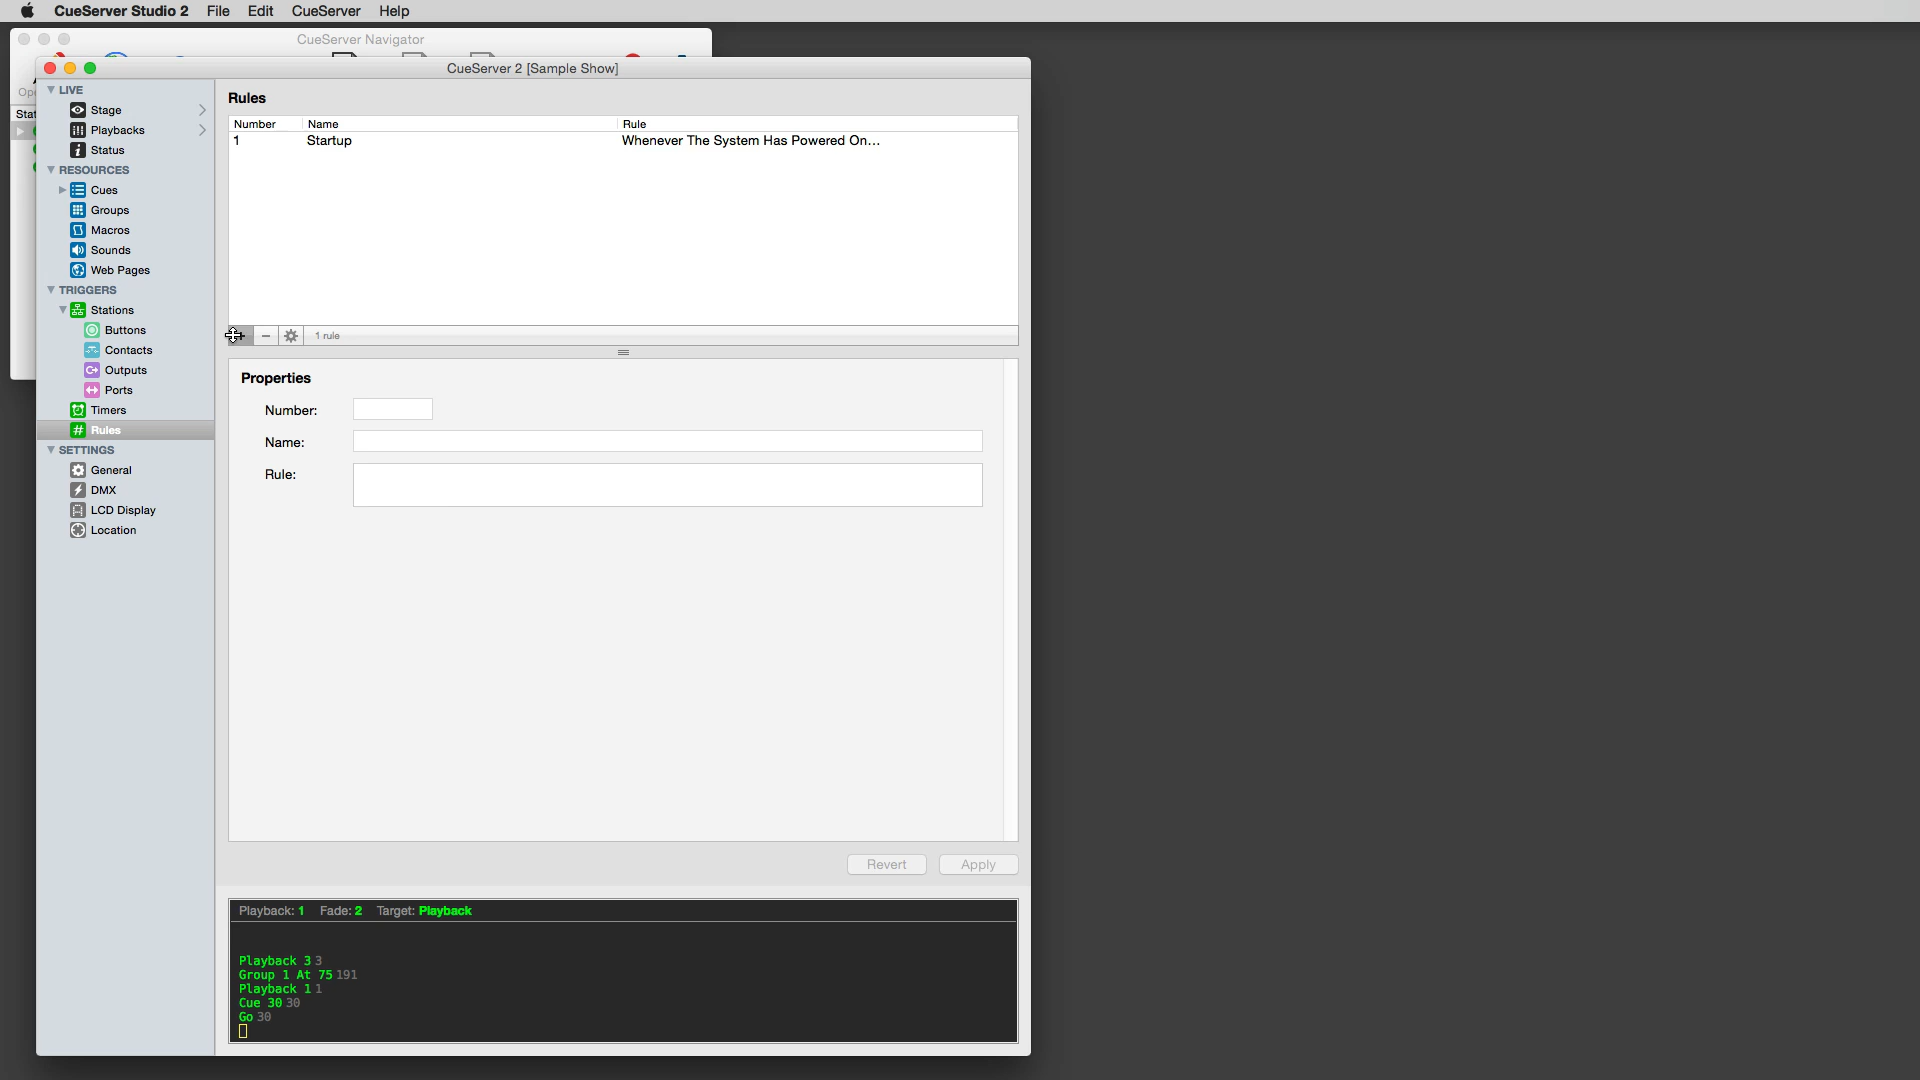 CueServer Studio 2 File Edit CueServer Help
CueServer Navigator
CueServer 2 [Sample Show]
LIVE
Stage
Playbacks
Status
RESOURCES
Cues
Groups
Macros
Sounds
Web Pages
TRIGGERS
Stations
Buttons
Contacts
Outputs
Ports
Timers
Rules
SETTINGS
General
DMX
LCD Display
Location
Rules
Number Name Rule
1 Startup Whenever The System Has Powered On...
1 rule
Properties
Number:
Name:
Rule:
Revert Apply
Playback: 1 Fade: 2 Target: Playback
Playback 3 3
Group 1 At 75 191
Playback 1 1
Cue 30 30
Go 30